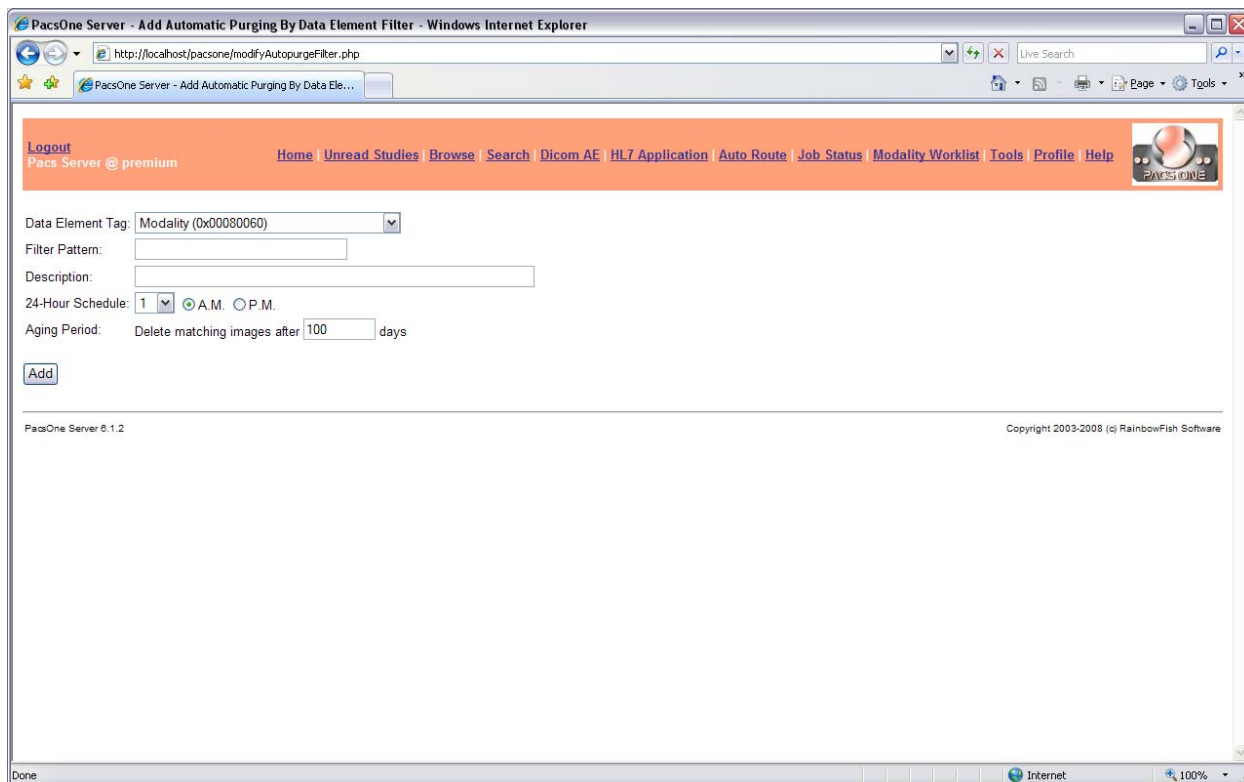 PacsOne Server - Add Automatic Purging By Data Element Filter - Windows Internet Explorer
http://localhost/pacsone/modifyAutopurgeFilter.php
Live Search
PacsOne Server - Add Automatic Purging By Data Ele...
Page
Tools
Logout
Pacs Server @ premium
Home | Unread Studies | Browse | Search | Dicom AE | HL7 Application | Auto Route | Job Status | Modality Worklist | Tools | Profile | Help
PACS ONE
Data Element Tag: Modality (0x00080060)
Filter Pattern:
Description:
24-Hour Schedule: 1 A.M. P.M.
Aging Period: Delete matching images after 100 days
Add
PacsOne Server 6.1.2 Copyright 2003-2008 (c) RainbowFish Software
Done Internet 100%